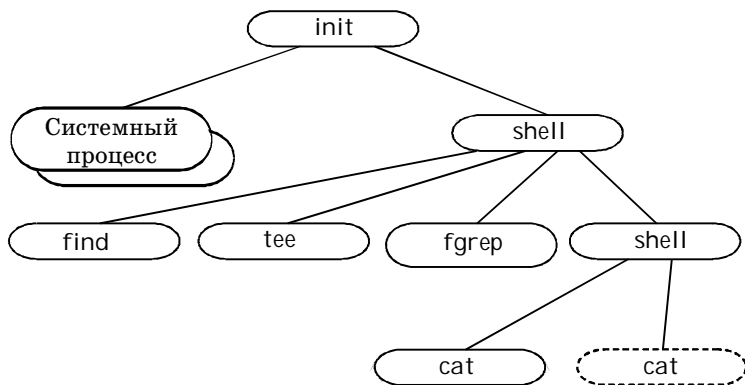 init
Системный
процесс
shell
find
tee
fgrep
shell
cat
cat